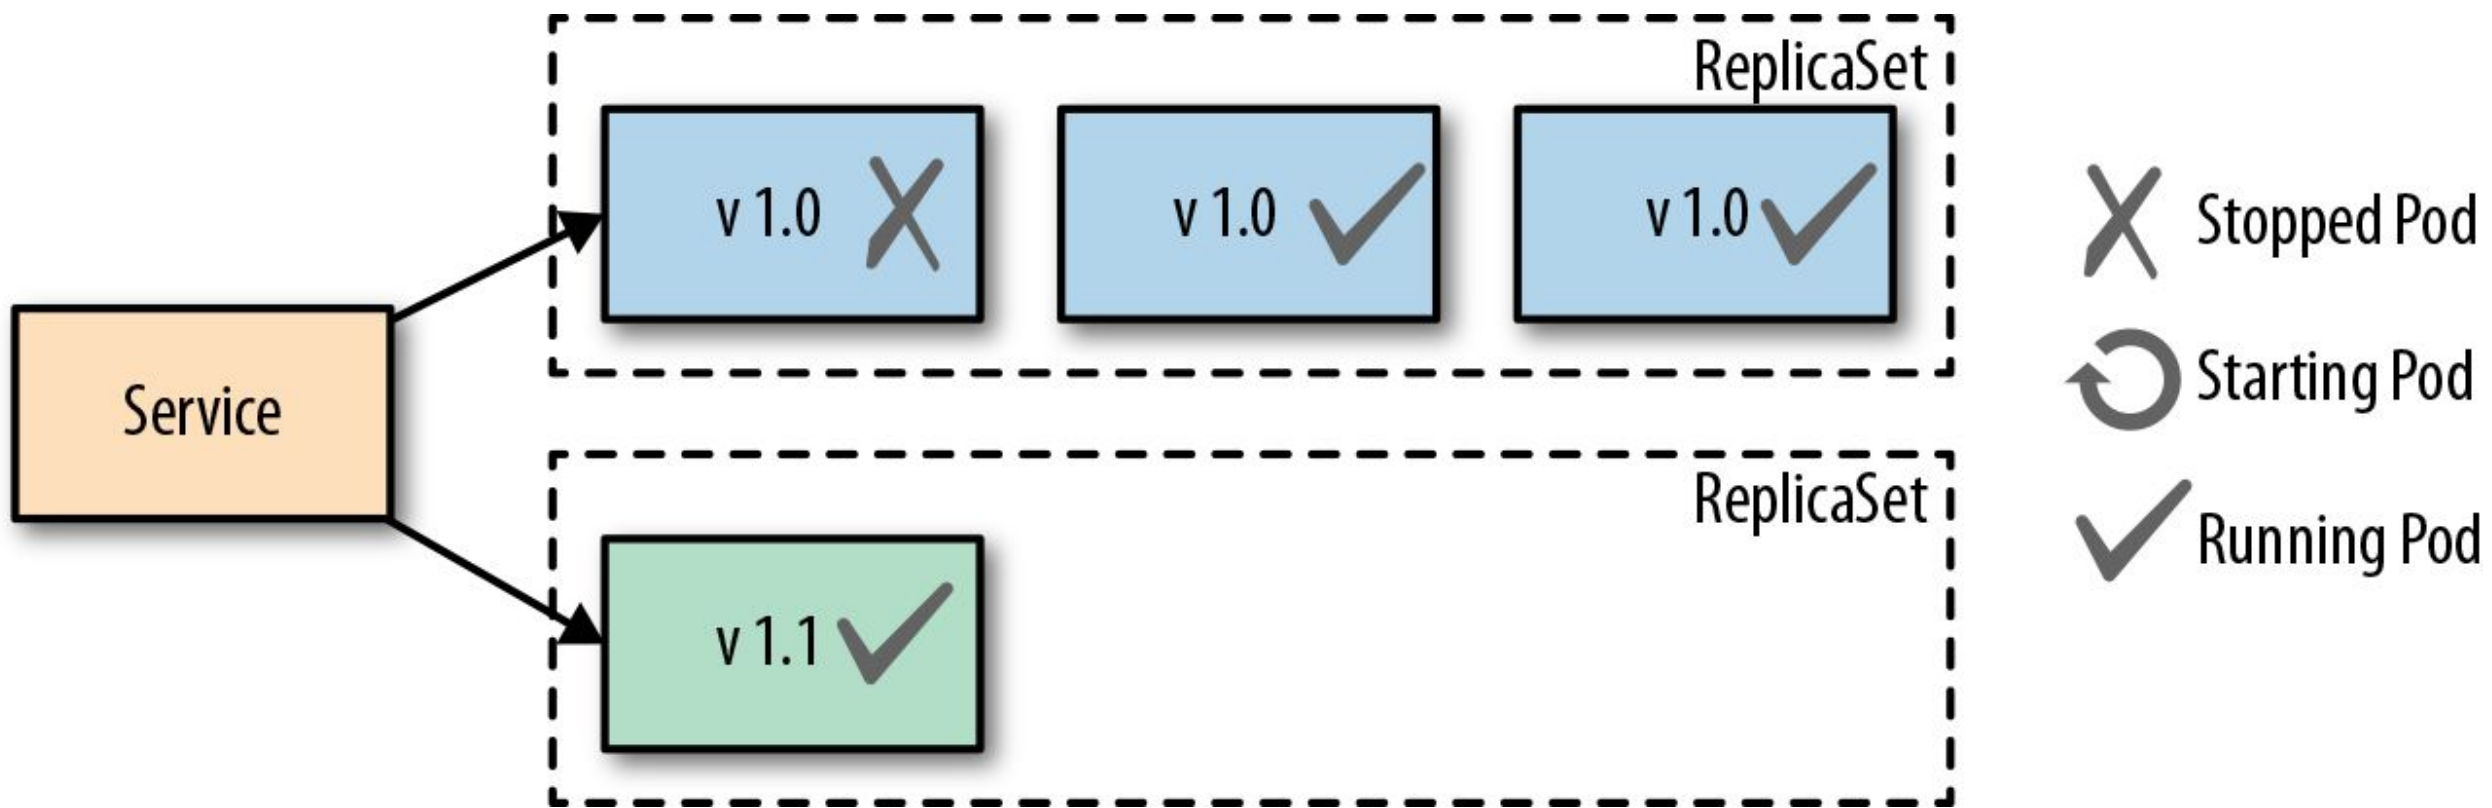 ReplicaSet
v 1.0
v 1.0
v 1.0
Service
ReplicaSet
v 1.1
Stopped Pod
Starting Pod
Running Pod